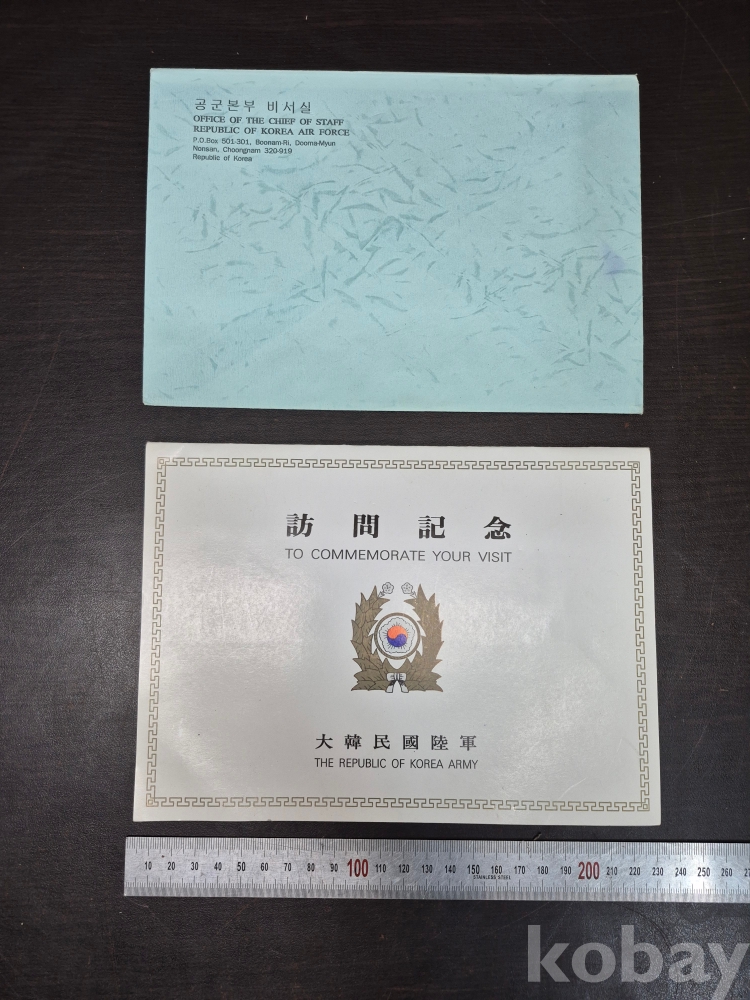 공군본부 비서실
OFFICE OF THE CHIEF OF STAFF
REPUBLIC OF KOREA AIR FORCE
P.O.Box 501-301, Boonam-Ri, Dooma-Myun
Nonsan, Choongnam 320-919
Republic of Korea
訪問記念
TO COMMEMORATE YOUR VISIT
大韓民國陸軍
THE REPUBLIC OF KOREA ARMY
10 20 30 40 50 60 70 80 90 100 110 120 130 140 150 160 170 180 190 200 210 220 230 240 250 260
STAINLESS STEEL
kobay